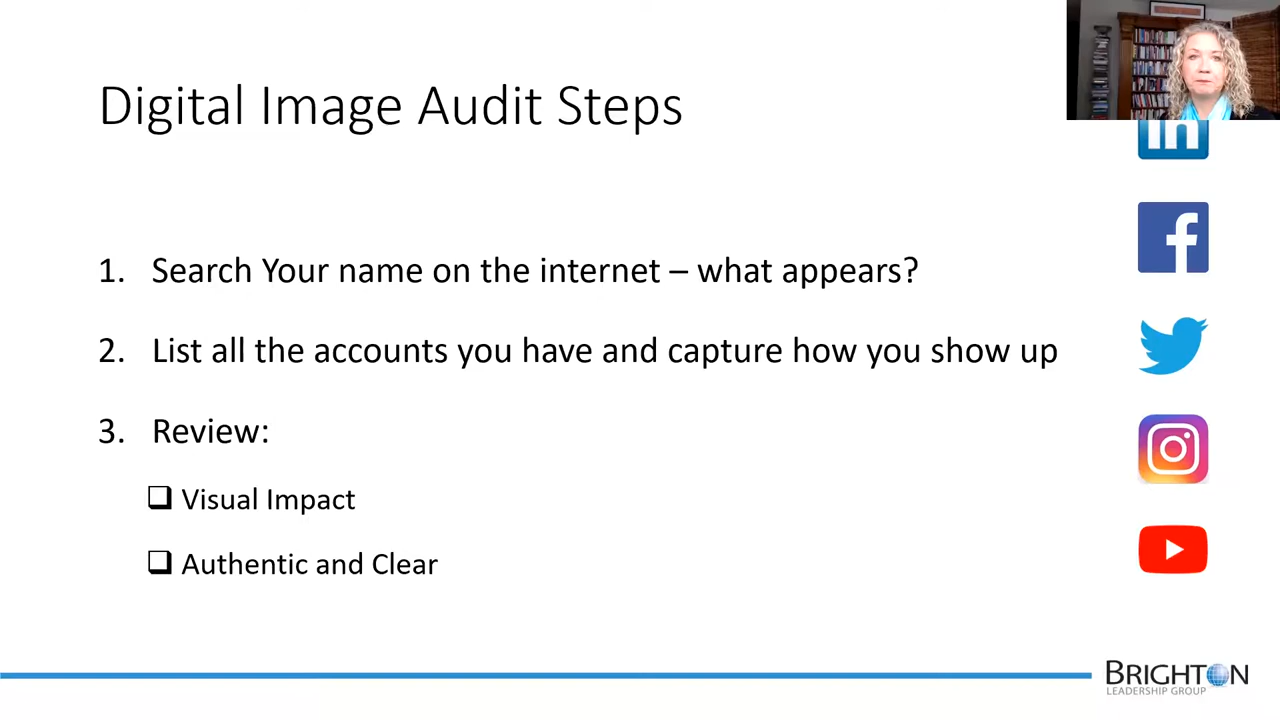 Digital Image Audit Steps
in
1. Search Your name on the internet – what appears?
2. List all the accounts you have and capture how you show up
3. Review:
Visual Impact
Authentic and Clear
BRIGHTON
LEADERSHIP GROUP